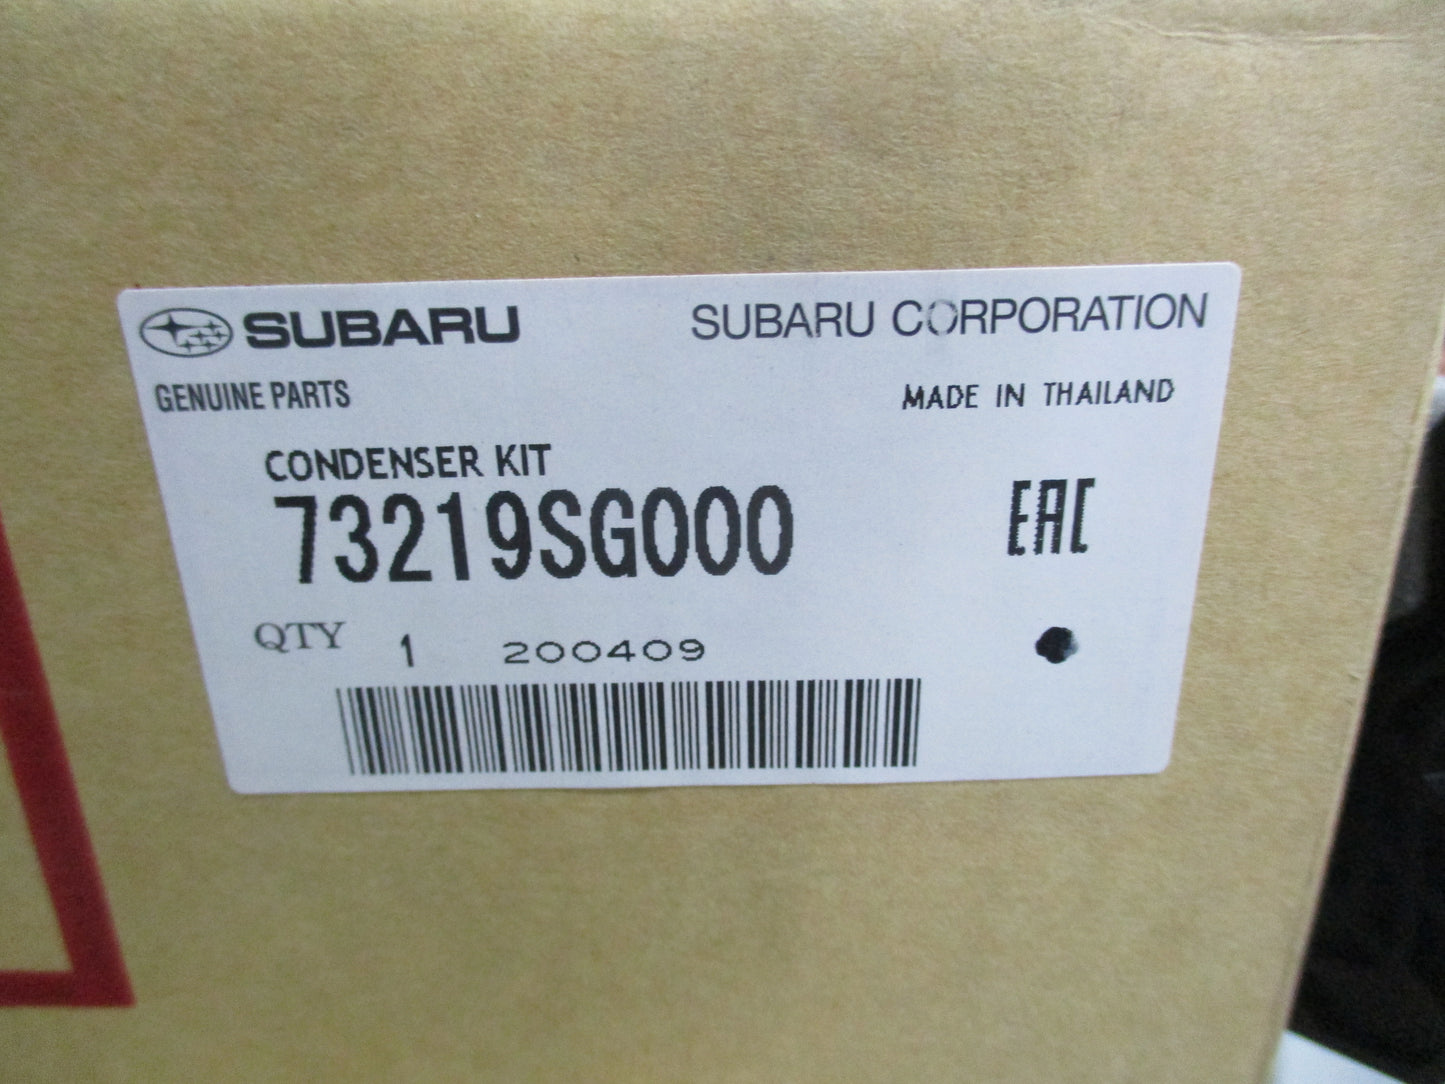 SUBARU SUBARU CORPORATION
GENUINE PARTS MADE IN THAILAND
CONDENSER KIT
73219SG000 EAC
QTY 1 200409